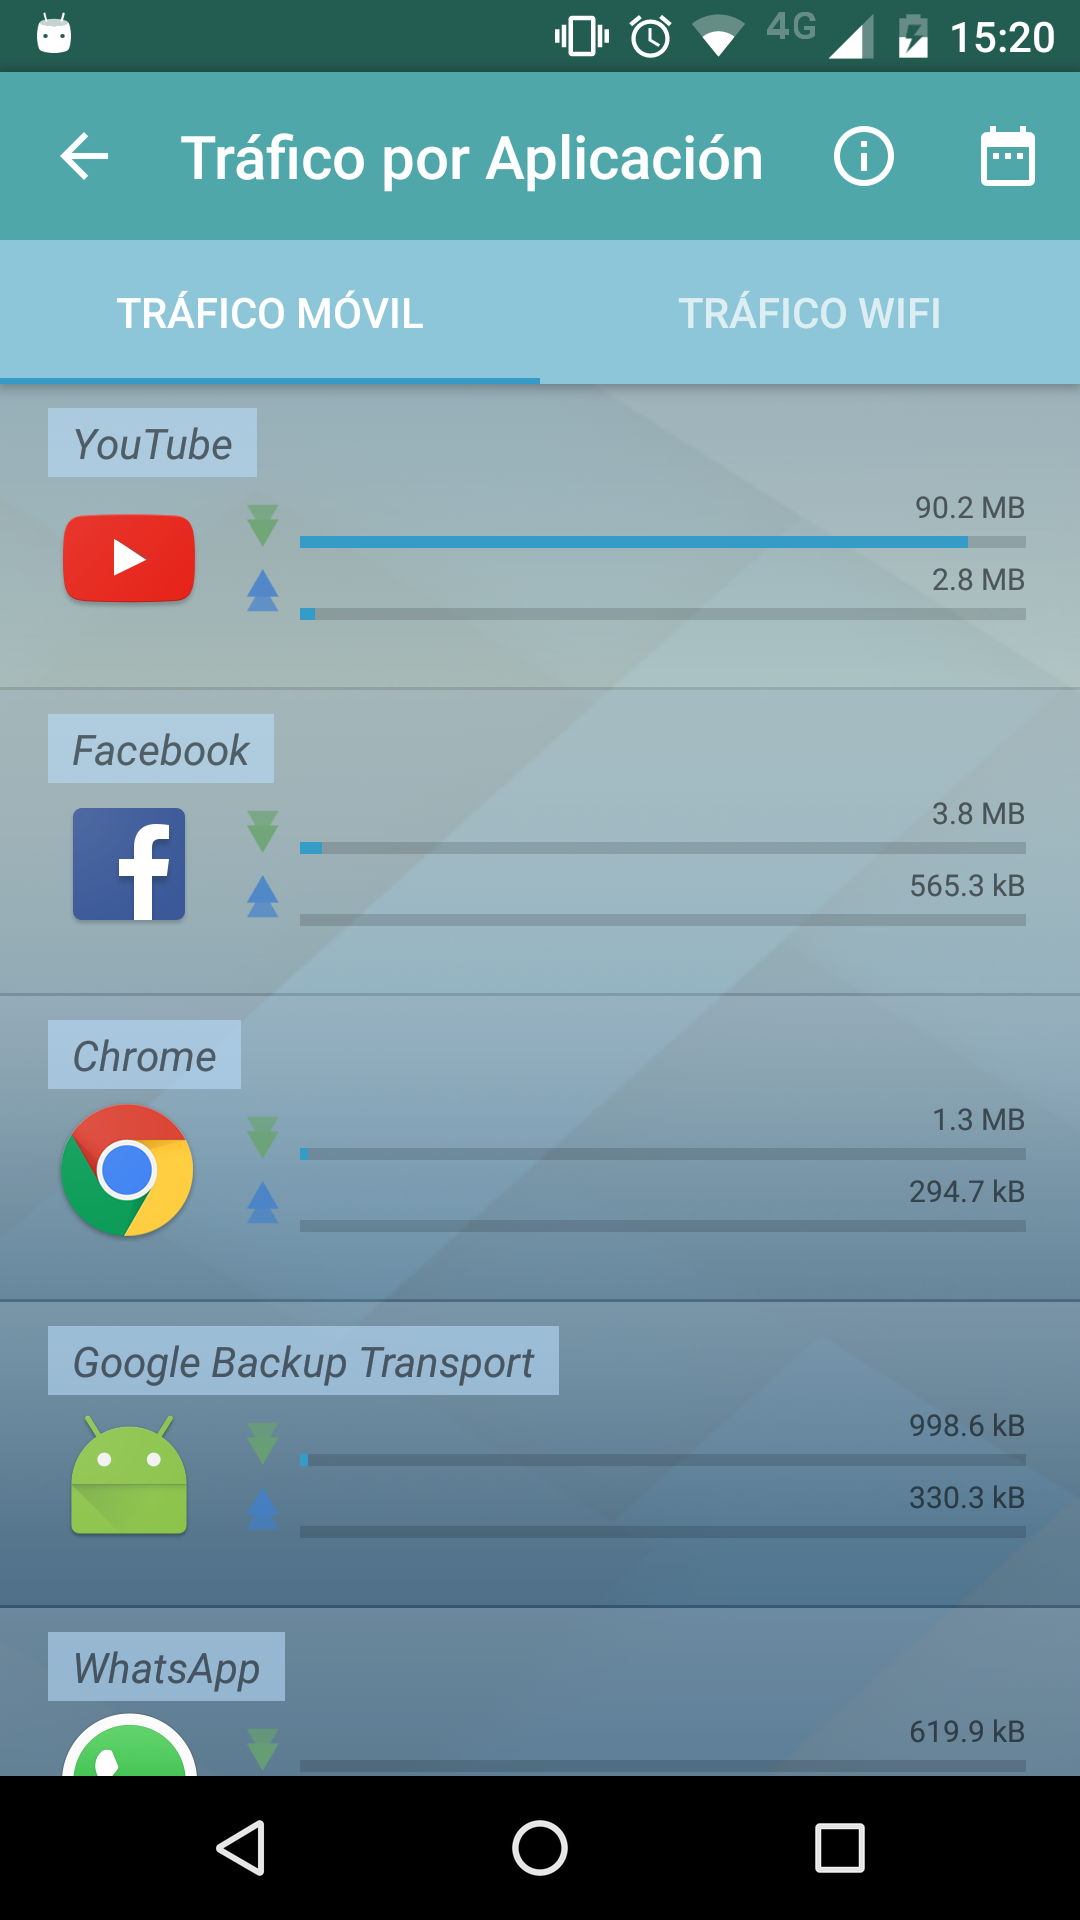 4G 15:20
Tráfico por Aplicación
TRÁFICO MÓVIL TRÁFICO WIFI
YouTube
90.2 MB
2.8 MB
Facebook
3.8 MB
565.3 kB
Chrome
1.3 MB
294.7 kB
Google Backup Transport
998.6 kB
330.3 kB
WhatsApp
619.9 kB